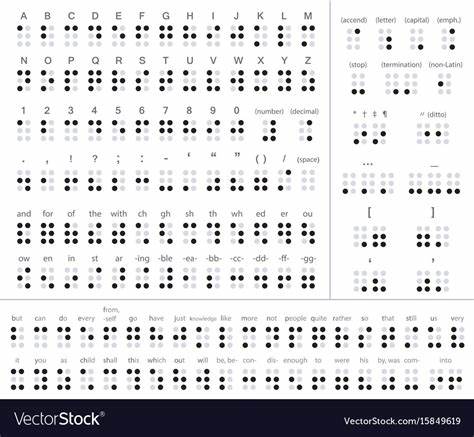 A B C D E F G H I J K L M
(accend) (letter) (capital) (emph.)
N O P Q R S T U V W X Y Z
(stop) (termination) (non-Latin)
1 2 3 4 5 6 7 8 9 0 (number) (decimal)
* † ‡ ¶ 〃 (ditto)
. , ! ? ; : - ‘ “ ” ( ) / (space)
... _
and for of the with ch gh sh th wh ed er ou
[ ]
ow en in st ar -ing -ble -ea- -bb- -cc- -dd- -ff- -gg-
‘ ’
but can do every from, -self go have just knowledge like more not people quite rather so that still us very
it you as child shall this which out will be, be- con- dis- enough to were his by, was com- into
VectorStock®
VectorStock.com/15849619